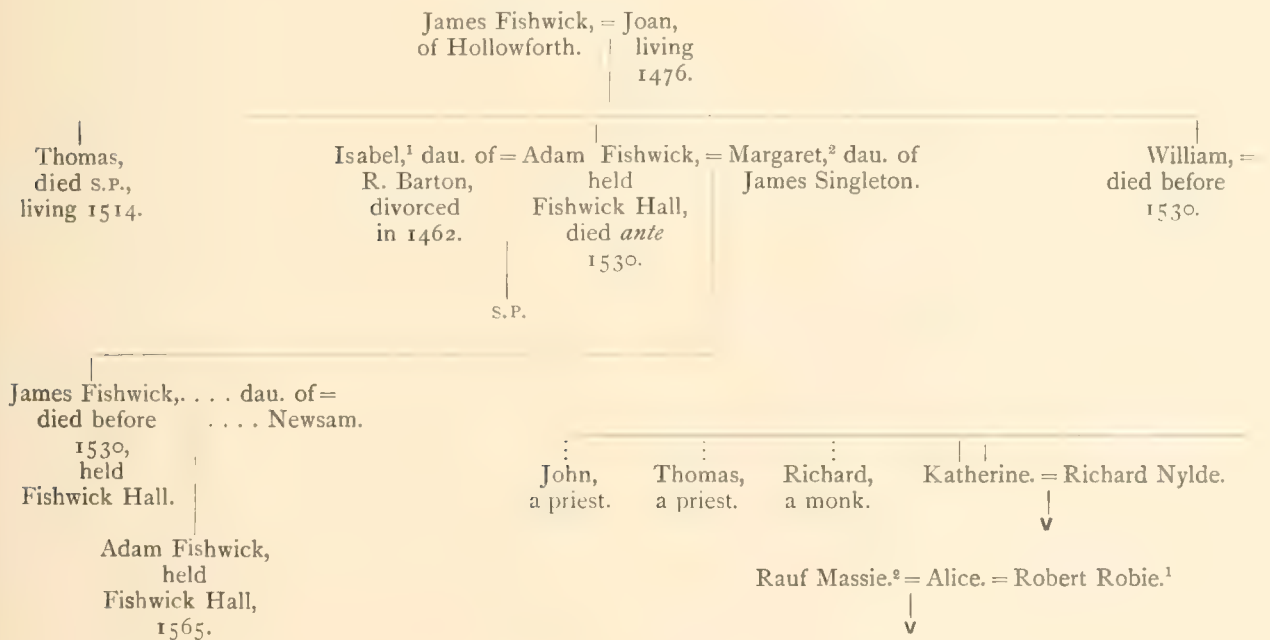 James Fishwick, = Joan,
of Hollowforth. living
1476.
Thomas,
died S.P.,
living 1514.
Isabel,¹ dau. of = Adam Fishwick, = Margaret,² dau. of
R. Barton, held James Singleton.
divorced Fishwick Hall,
in 1462. died ante
1530.
S.P.
William, =
died before
1530.
James Fishwick, . . . . dau. of =
died before . . . . Newsam.
1530,
held
Fishwick Hall.
John,
a priest.
Thomas,
a priest.
Richard,
a monk.
Katherine. = Richard Nylde.
Adam Fishwick,
held
Fishwick Hall,
1565.
Rauf Massie.² = Alice. = Robert Robie.¹